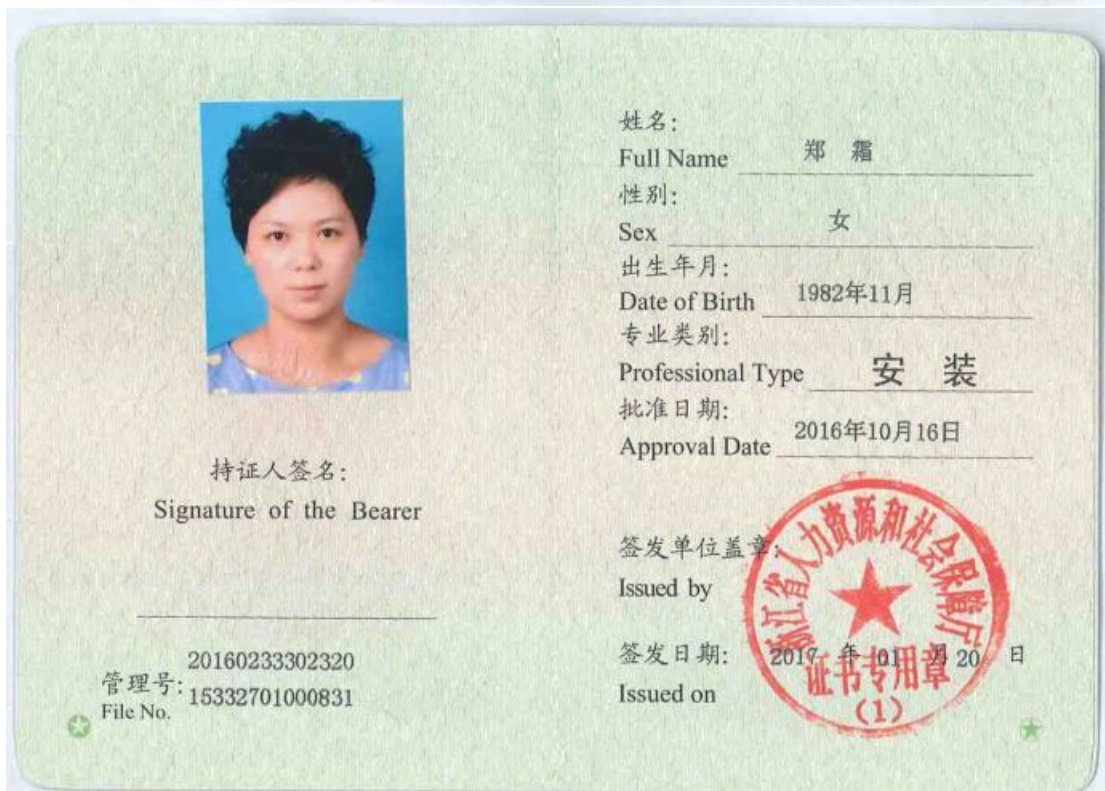 持证人签名：
Signature of the Bearer
管理号：
File No.
20160233302320
15332701000831
姓名：
Full Name 郑 霜
性别：
Sex 女
出生年月：
Date of Birth 1982年11月
专业类别：
Professional Type 安 装
批准日期：
Approval Date 2016年10月16日
签发单位盖章：
Issued by
浙江省人力资源和社会保障厅
证书专用章
(1)
签发日期： 2017 年 01 月 20 日
Issued on